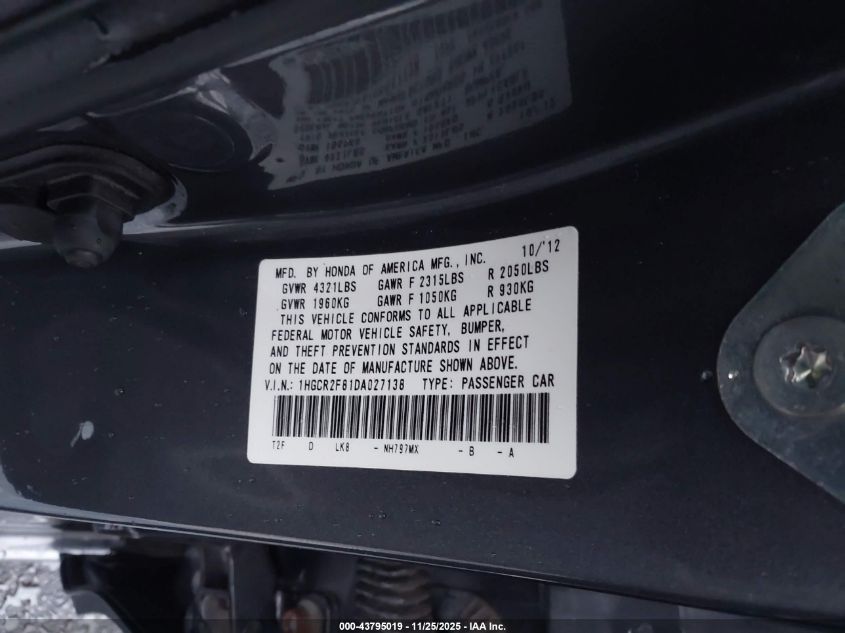 MFD. BY HONDA OF AMERICA MFG., INC. 10/'12
GVWR 4321LBS GAWR F 2315LBS R 2050LBS
GVWR 1960KG GAWR F 1050KG R 930KG
THIS VEHICLE CONFORMS TO ALL APPLICABLE
FEDERAL MOTOR VEHICLE SAFETY, BUMPER,
AND THEFT PREVENTION STANDARDS IN EFFECT
ON THE DATE OF MANUFACTURE SHOWN ABOVE.
V.I.N.: 1HGCR2F81DA027138 TYPE: PASSENGER CAR
T2F D LK8 - NH797MX - B - A
000-43795019 - 11/25/2025 - IAA Inc.